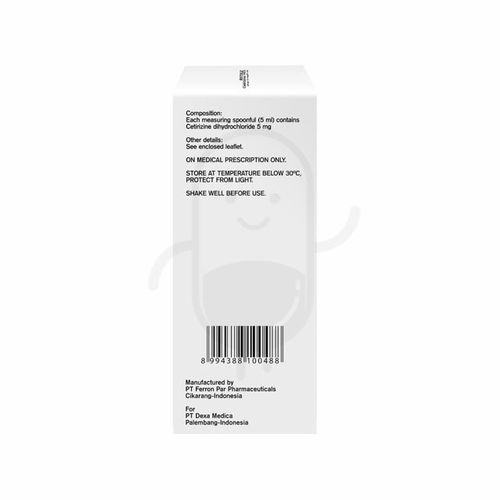 Composition:
Each measuring spoonful (5 ml) contains
Cetirizine dihydrochloride 5 mg
Other details:
See enclosed leaflet.
ON MEDICAL PRESCRIPTION ONLY.
STORE AT TEMPERATURE BELOW 30°C,
PROTECT FROM LIGHT.
SHAKE WELL BEFORE USE.
8 994388 100488
Manufactured by
PT Ferron Par Pharmaceuticals
Cikarang-Indonesia
For
PT Dexa Medica
Palembang-Indonesia